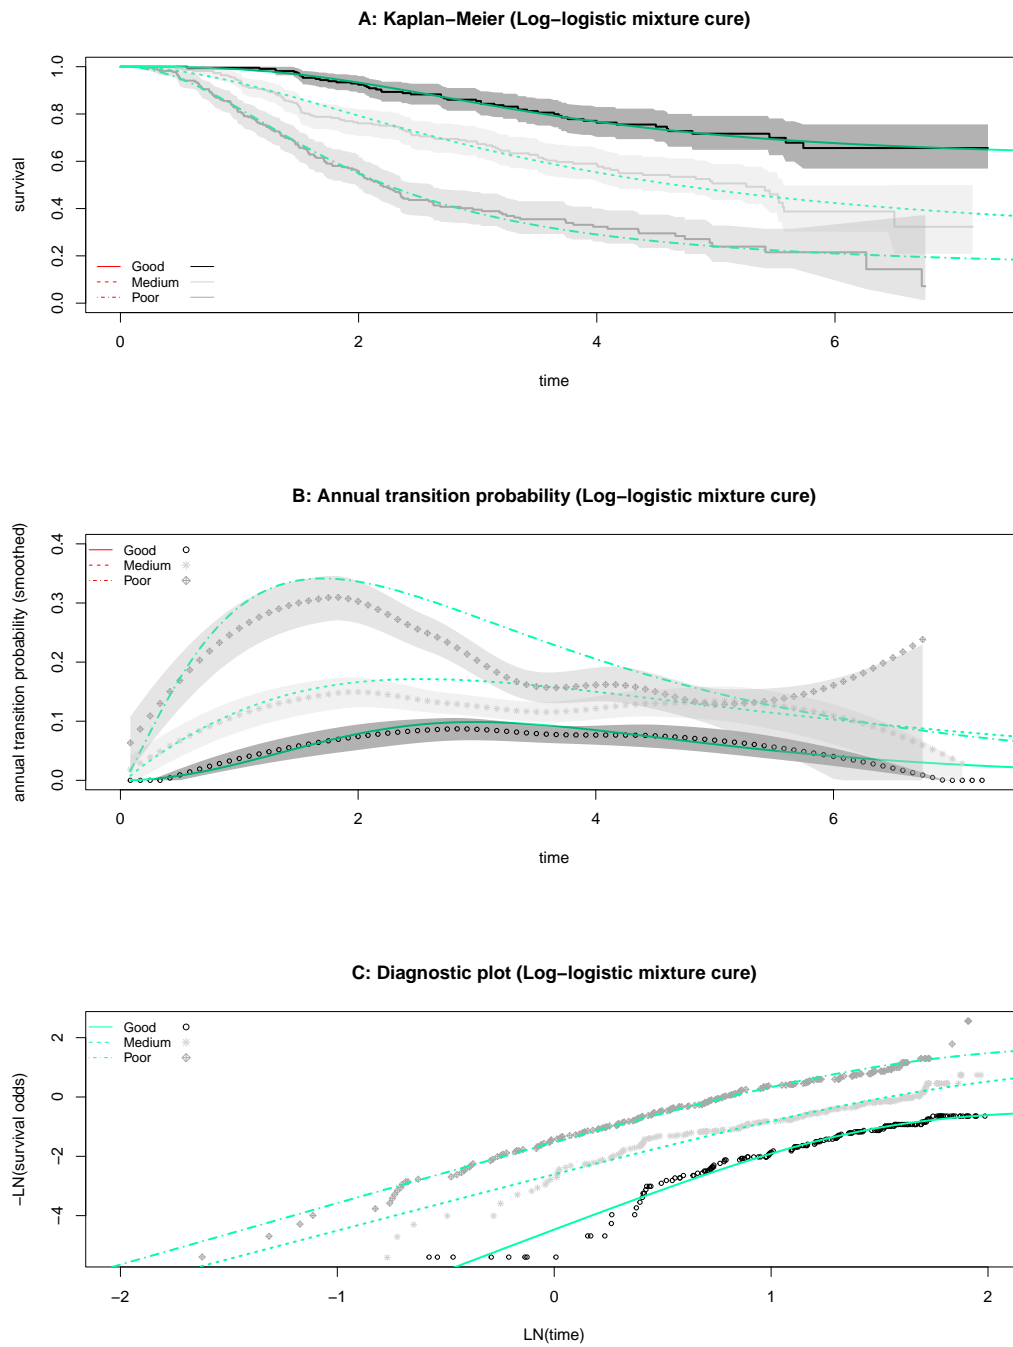 A: Kaplan−Meier (Log−logistic mixture cure)
survival
1.0
0.8
0.6
0.4
0.2
0.0
Good
Medium
Poor
0 2 4 6
time
B: Annual transition probability (Log−logistic mixture cure)
annual transition probability (smoothed)
0.4
0.3
0.2
0.1
0.0
Good
Medium
Poor
0 2 4 6
time
C: Diagnostic plot (Log−logistic mixture cure)
−LN(survival odds)
2
0
−2
−4
Good
Medium
Poor
−2 −1 0 1 2
LN(time)